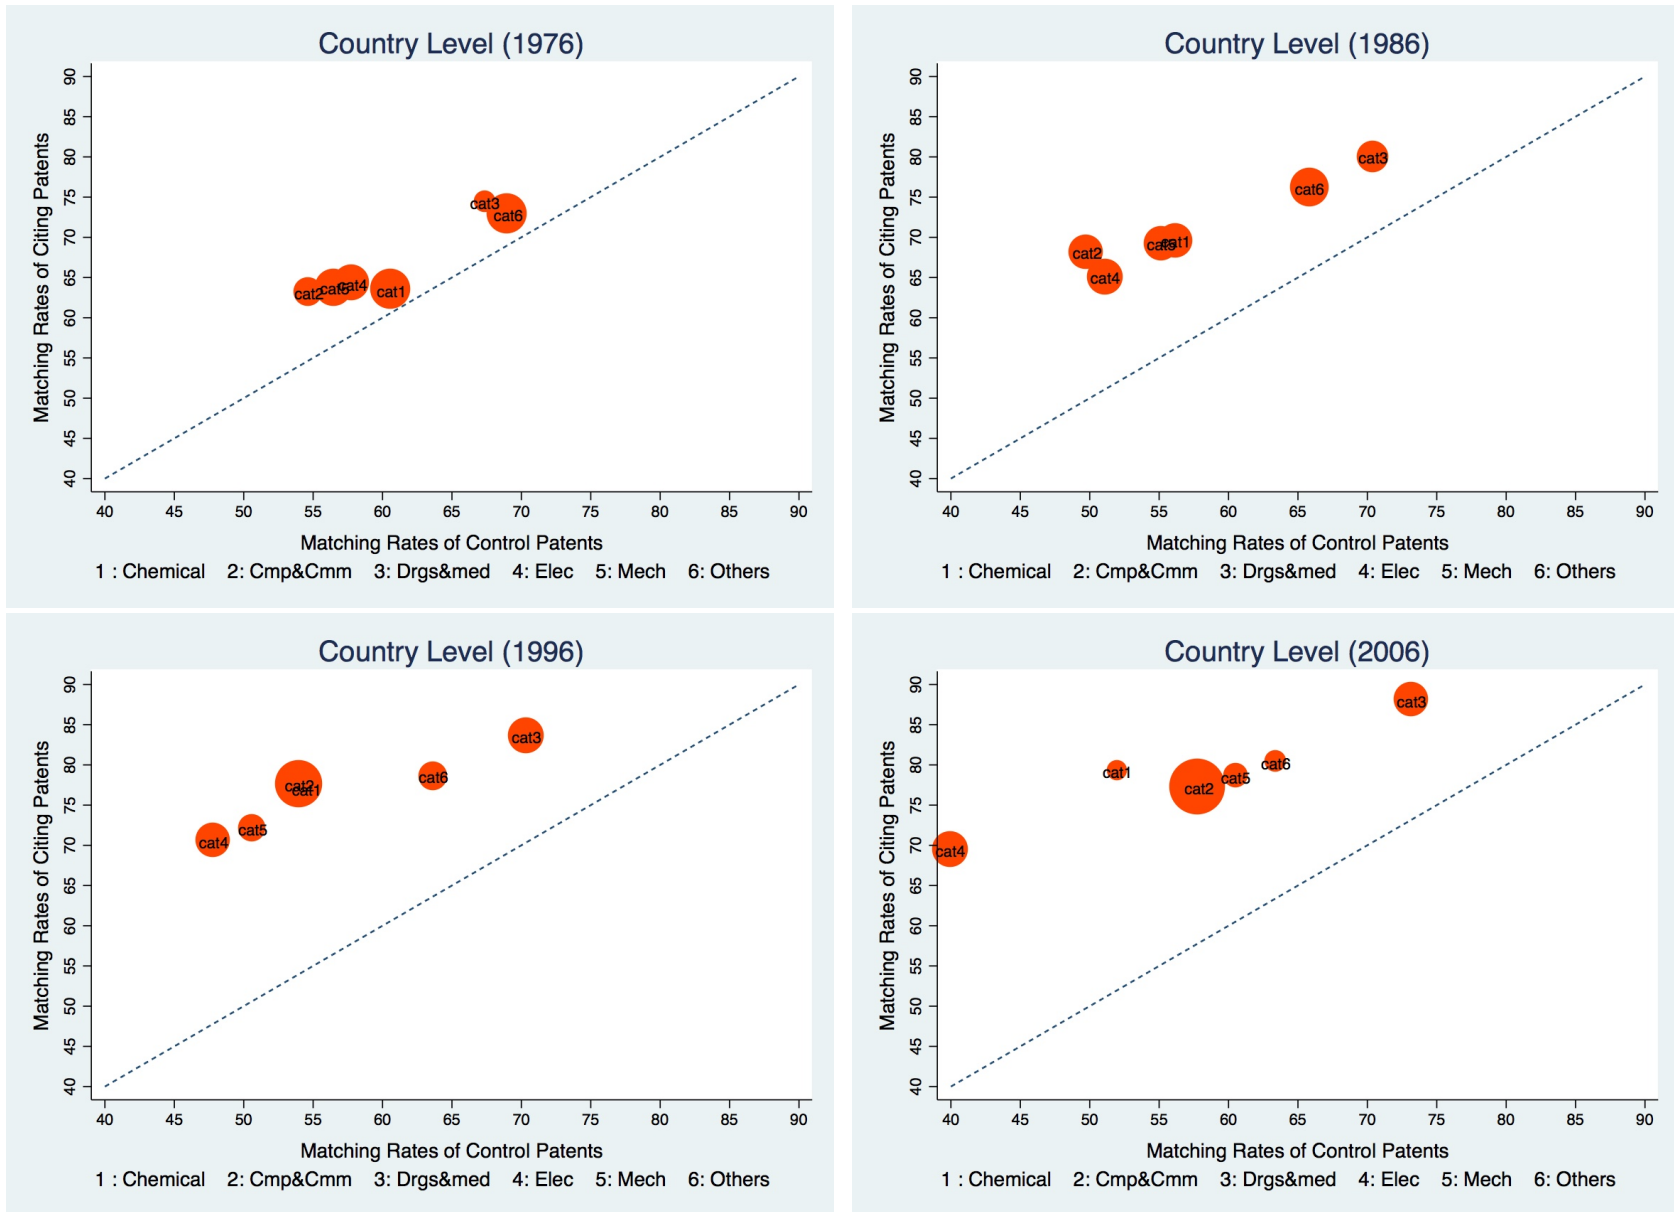 Country Level (1976)
Matching Rates of Citing Patents
90
85
80
75
70
65
60
55
50
45
40
cat3
cat6
cat2
cat5
cat4
cat1
40 45 50 55 60 65 70 75 80 85 90
Matching Rates of Control Patents
1 : Chemical 2: Cmp&Cmm 3: Drgs&med 4: Elec 5: Mech 6: Others
Country Level (1986)
Matching Rates of Citing Patents
90
85
80
75
70
65
60
55
50
45
40
cat3
cat6
cat2
cat5
cat1
cat4
40 45 50 55 60 65 70 75 80 85 90
Matching Rates of Control Patents
1 : Chemical 2: Cmp&Cmm 3: Drgs&med 4: Elec 5: Mech 6: Others
Country Level (1996)
Matching Rates of Citing Patents
90
85
80
75
70
65
60
55
50
45
40
cat3
cat6
cat2
cat1
cat5
cat4
40 45 50 55 60 65 70 75 80 85 90
Matching Rates of Control Patents
1 : Chemical 2: Cmp&Cmm 3: Drgs&med 4: Elec 5: Mech 6: Others
Country Level (2006)
Matching Rates of Citing Patents
90
85
80
75
70
65
60
55
50
45
40
cat3
cat6
cat1
cat5
cat2
cat4
40 45 50 55 60 65 70 75 80 85 90
Matching Rates of Control Patents
1 : Chemical 2: Cmp&Cmm 3: Drgs&med 4: Elec 5: Mech 6: Others